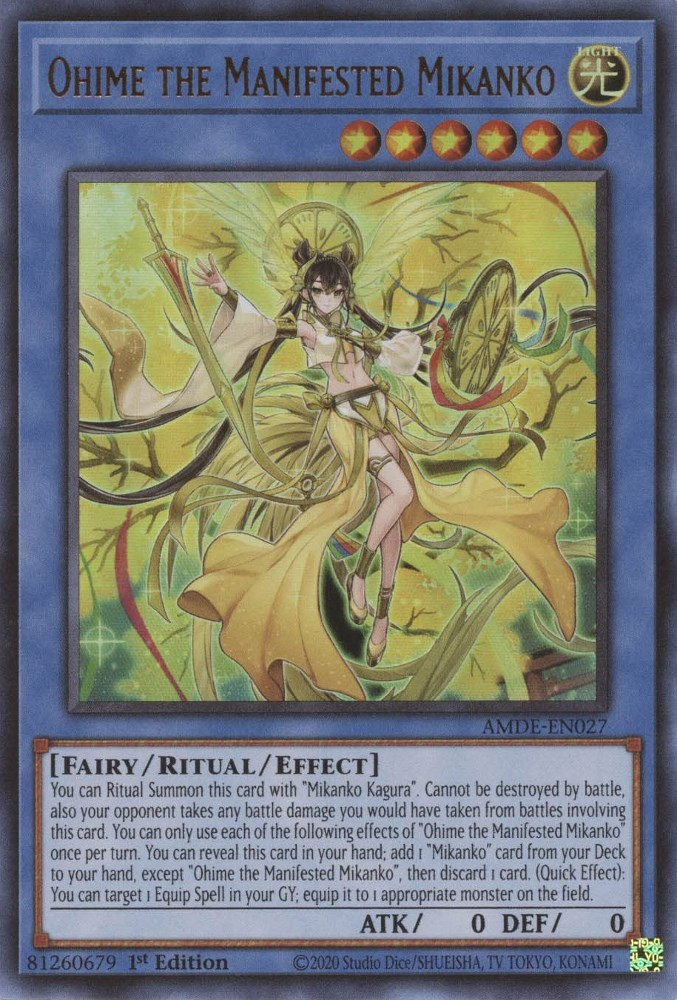 OHIME THE MANIFESTED MIKANKO
LIGHT
光
AMDE-EN027
[FAIRY/RITUAL/EFFECT]
You can Ritual Summon this card with "Mikanko Kagura". Cannot be destroyed by battle,
also your opponent takes any battle damage you would have taken from battles involving
this card. You can only use each of the following effects of "Ohime the Manifested Mikanko"
once per turn. You can reveal this card in your hand; add 1 "Mikanko" card from your Deck
to your hand, except "Ohime the Manifested Mikanko", then discard 1 card. (Quick Effect):
You can target 1 Equip Spell in your GY; equip it to 1 appropriate monster on the field.
ATK/ 0 DEF/ 0
81260679 1st Edition ©2020 Studio Dice/SHUEISHA, TV TOKYO, KONAMI